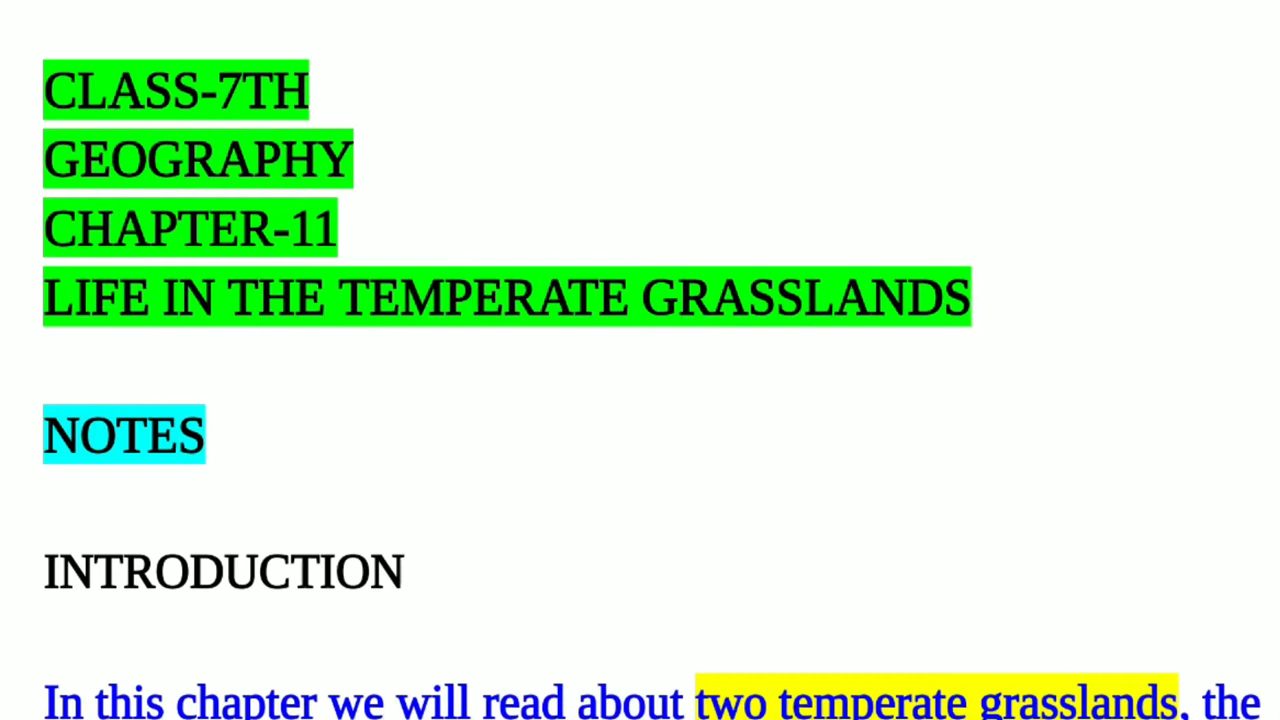 CLASS-7TH
GEOGRAPHY
CHAPTER-11
LIFE IN THE TEMPERATE GRASSLANDS
NOTES
INTRODUCTION
In this chapter we will read about two temperate grasslands, the